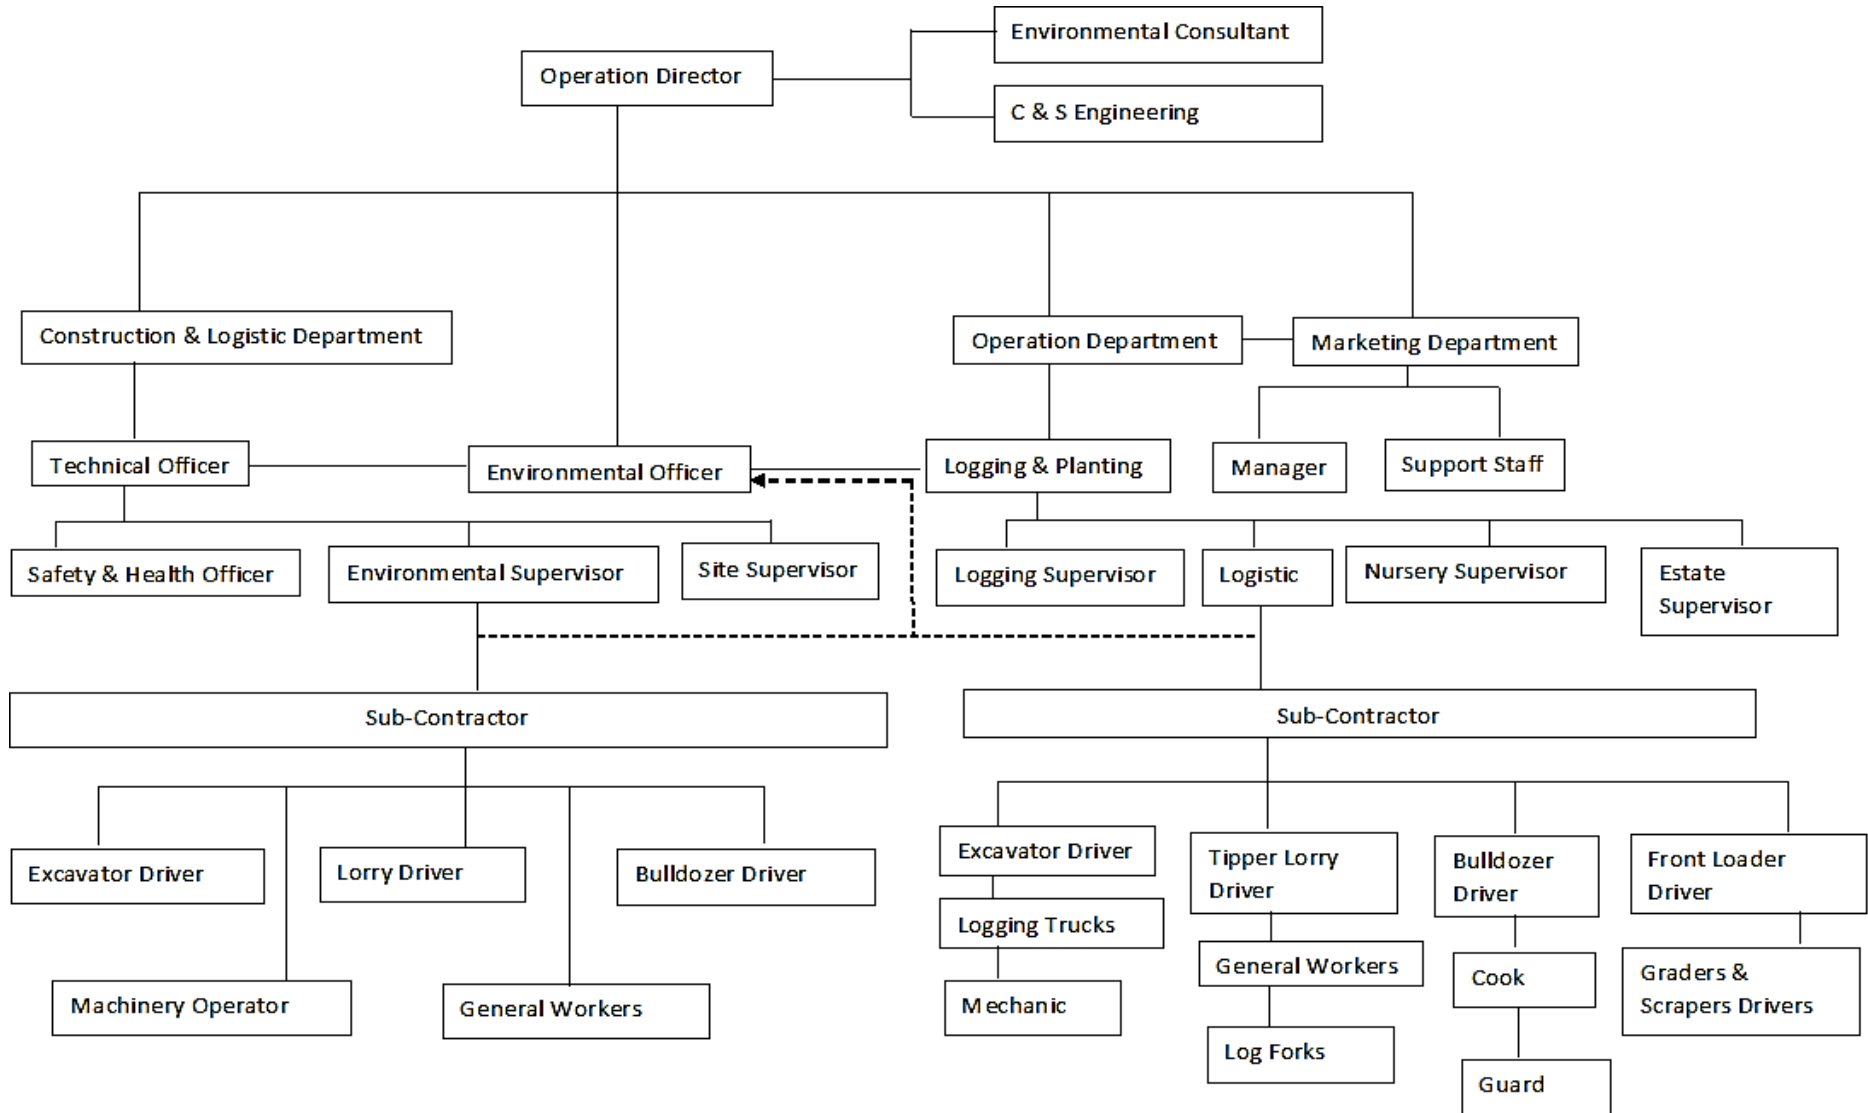 Environmental Consultant
Operation Director
C & S Engineering
Construction & Logistic Department
Operation Department
Marketing Department
Technical Officer
Environmental Officer
Logging & Planting
Manager
Support Staff
Safety & Health Officer
Environmental Supervisor
Site Supervisor
Logging Supervisor
Logistic
Nursery Supervisor
Estate
Supervisor
Sub-Contractor
Sub-Contractor
Excavator Driver
Lorry Driver
Bulldozer Driver
Machinery Operator
General Workers
Excavator Driver
Tipper Lorry
Driver
Bulldozer
Driver
Front Loader
Driver
Logging Trucks
General Workers
Cook
Graders &
Scrapers Drivers
Mechanic
Log Forks
Guard